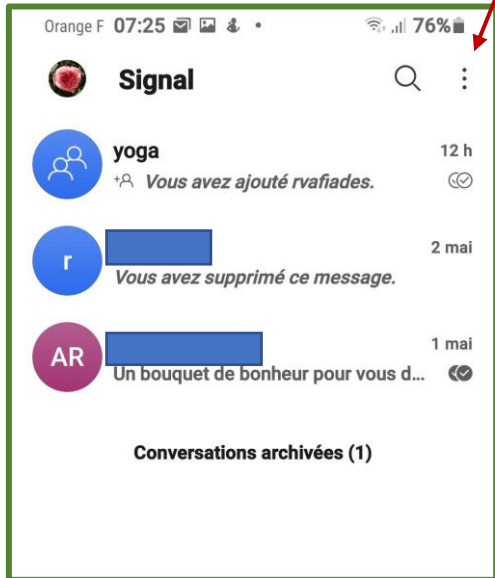 Orange F 07:25 76%
Signal
yoga 12 h
Vous avez ajouté rvafiades.
r 2 mai
Vous avez supprimé ce message.
AR 1 mai
Un bouquet de bonheur pour vous d...
Conversations archivées (1)